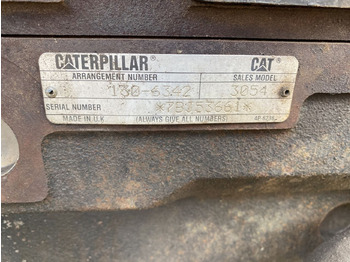 CATERPILLAR® CAT®
ARRANGEMENT NUMBER SALES MODEL
130-6342 3054
SERIAL NUMBER
MADE IN U.K (ALWAYS GIVE ALL NUMBERS)